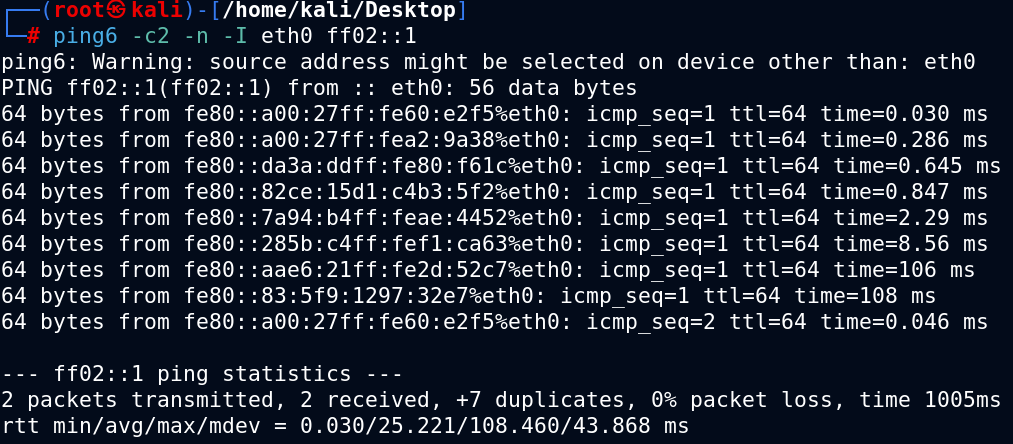 ┌──(root㉿kali)-[/home/kali/Desktop]
└─# ping6 -c2 -n -I eth0 ff02::1
ping6: Warning: source address might be selected on device other than: eth0
PING ff02::1(ff02::1) from :: eth0: 56 data bytes
64 bytes from fe80::a00:27ff:fe60:e2f5%eth0: icmp_seq=1 ttl=64 time=0.030 ms
64 bytes from fe80::a00:27ff:fea2:9a38%eth0: icmp_seq=1 ttl=64 time=0.286 ms
64 bytes from fe80::da3a:ddff:fe80:f61c%eth0: icmp_seq=1 ttl=64 time=0.645 ms
64 bytes from fe80::82ce:15d1:c4b3:5f2%eth0: icmp_seq=1 ttl=64 time=0.847 ms
64 bytes from fe80::7a94:b4ff:feae:4452%eth0: icmp_seq=1 ttl=64 time=2.29 ms
64 bytes from fe80::285b:c4ff:fef1:ca63%eth0: icmp_seq=1 ttl=64 time=8.56 ms
64 bytes from fe80::aae6:21ff:fe2d:52c7%eth0: icmp_seq=1 ttl=64 time=106 ms
64 bytes from fe80::83:5f9:1297:32e7%eth0: icmp_seq=1 ttl=64 time=108 ms
64 bytes from fe80::a00:27ff:fe60:e2f5%eth0: icmp_seq=2 ttl=64 time=0.046 ms

--- ff02::1 ping statistics ---
2 packets transmitted, 2 received, +7 duplicates, 0% packet loss, time 1005ms
rtt min/avg/max/mdev = 0.030/25.221/108.460/43.868 ms